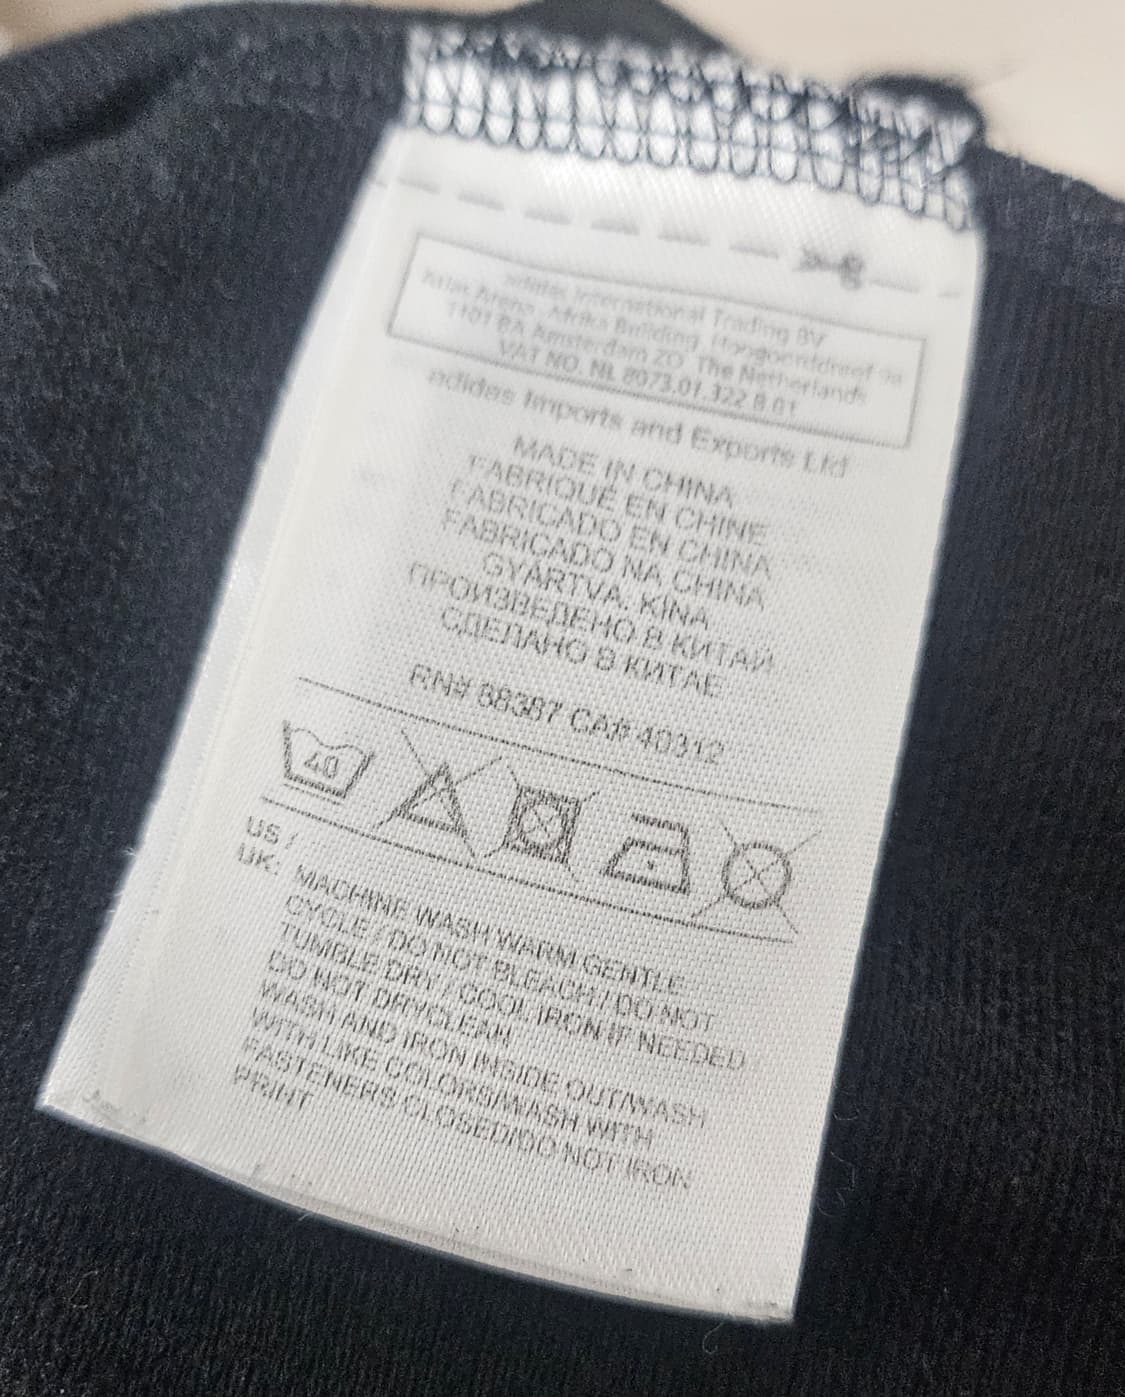 adidas International Trading BV
Atlas Arena, Afrika Building, Hoogoorddreef 9a
1101 BA Amsterdam ZO, The Netherlands
VAT NO. NL 8073.01.322 B 01
adidas Imports and Exports Ltd
MADE IN CHINA
FABRIQUÉ EN CHINE
FABRICADO EN CHINA
FABRICADO NA CHINA
GYÁRTVA. KÍNA
ПРОИЗВЕДЕНО В КИТАЙ
СДЕЛАНО В КИТАЕ
RN# 88387 CA# 40312
40
US /
UK:
MACHINE WASH WARM GENTLE
CYCLE / DO NOT BLEACH / DO NOT
TUMBLE DRY / COOL IRON IF NEEDED
DO NOT DRYCLEAN
WASH AND IRON INSIDE OUT/WASH
WITH LIKE COLORS/WASH WITH
FASTENERS CLOSED/DO NOT IRON
PRINT